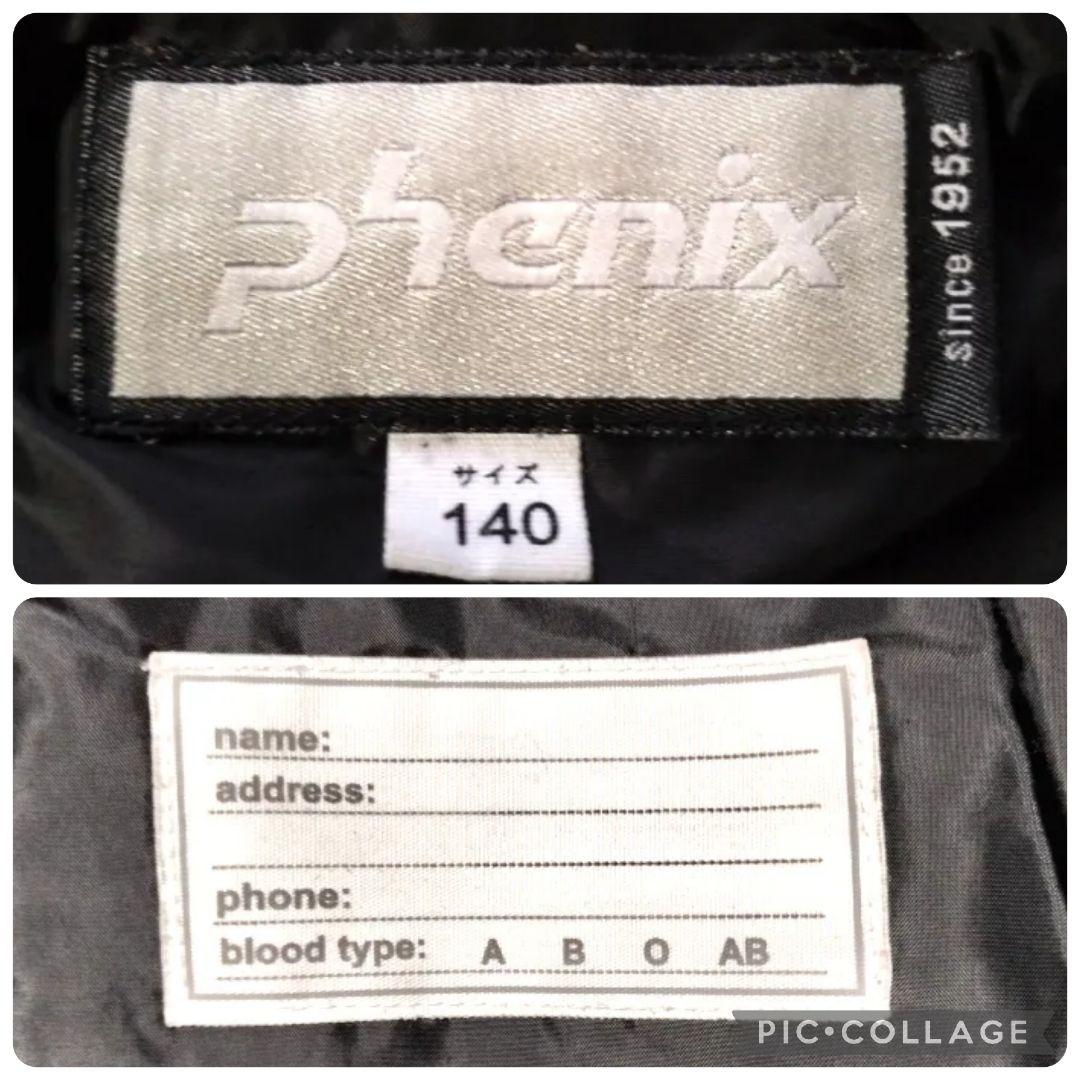 phenix
since 1952
サイズ
140
name:
address:
phone:
blood type: A B O AB
PIC•COLLAGE